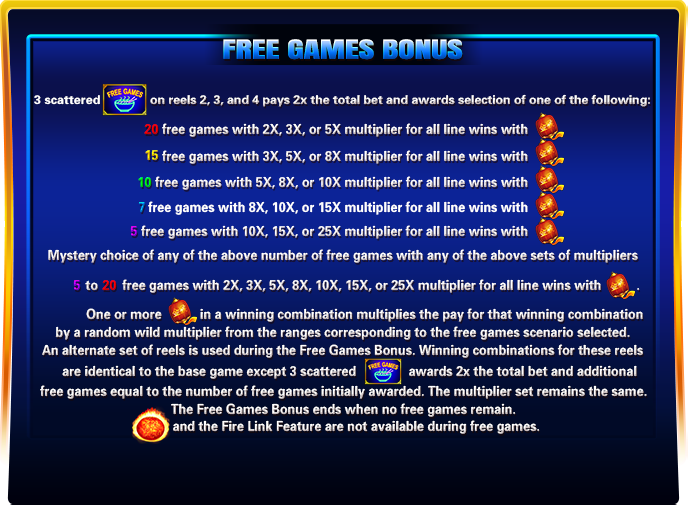 FREE GAMES BONUS
3 scattered FREE GAMES on reels 2, 3, and 4 pays 2x the total bet and awards selection of one of the following:
20 free games with 2X, 3X, or 5X multiplier for all line wins with
15 free games with 3X, 5X, or 8X multiplier for all line wins with
10 free games with 5X, 8X, or 10X multiplier for all line wins with
7 free games with 8X, 10X, or 15X multiplier for all line wins with
5 free games with 10X, 15X, or 25X multiplier for all line wins with
Mystery choice of any of the above number of free games with any of the above sets of multipliers
5 to 20 free games with 2X, 3X, 5X, 8X, 10X, 15X, or 25X multiplier for all line wins with .
One or more in a winning combination multiplies the pay for that winning combination
by a random wild multiplier from the ranges corresponding to the free games scenario selected.
An alternate set of reels is used during the Free Games Bonus. Winning combinations for these reels
are identical to the base game except 3 scattered FREE GAMES awards 2x the total bet and additional
free games equal to the number of free games initially awarded. The multiplier set remains the same.
The Free Games Bonus ends when no free games remain.
and the Fire Link Feature are not available during free games.